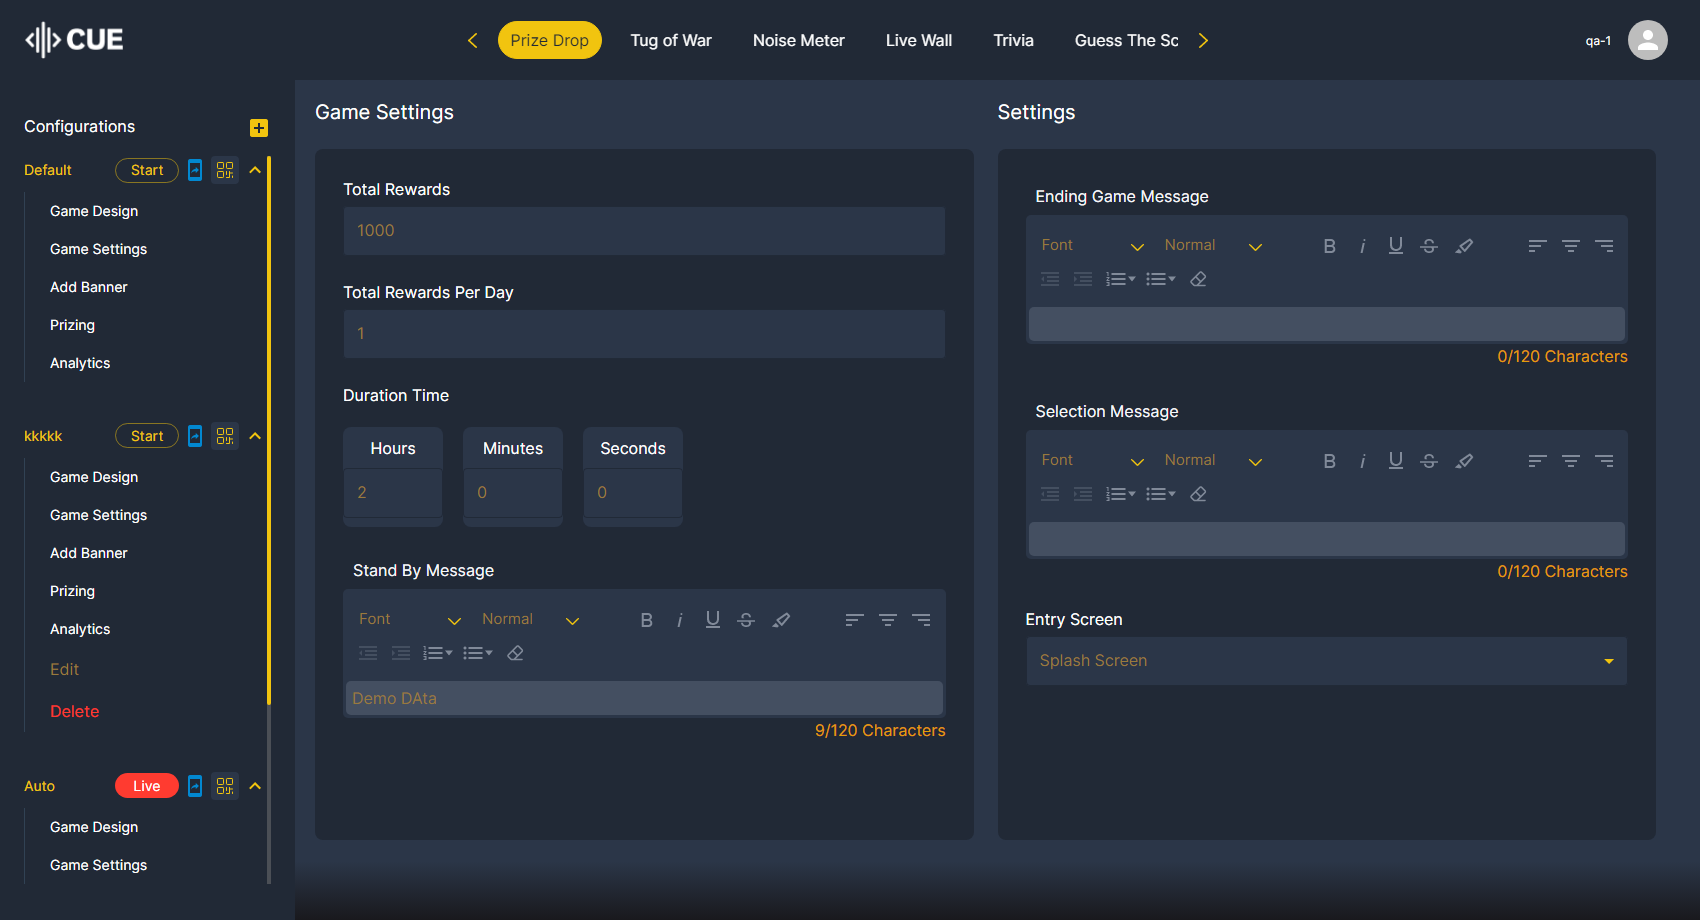 CUE
Prize Drop
Tug of War
Noise Meter
Live Wall
Trivia
Guess The Sc
qa-1
Configurations
Default Start
Game Design
Game Settings
Add Banner
Prizing
Analytics
kkkkk Start
Game Design
Game Settings
Add Banner
Prizing
Analytics
Edit
Delete
Auto Live
Game Design
Game Settings
Game Settings
Total Rewards
1000
Total Rewards Per Day
1
Duration Time
Hours Minutes Seconds
2 0 0
Stand By Message
Font Normal B i U S
Demo DAta
9/120 Characters
Settings
Ending Game Message
Font Normal B i U S
0/120 Characters
Selection Message
Font Normal B i U S
0/120 Characters
Entry Screen
Splash Screen